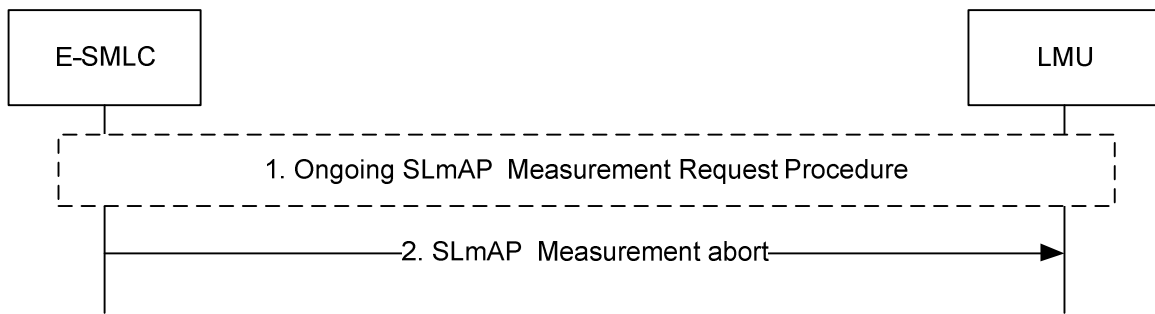 E-SMLC
LMU
1. Ongoing SLmAP Measurement Request Procedure
2. SLmAP Measurement abort